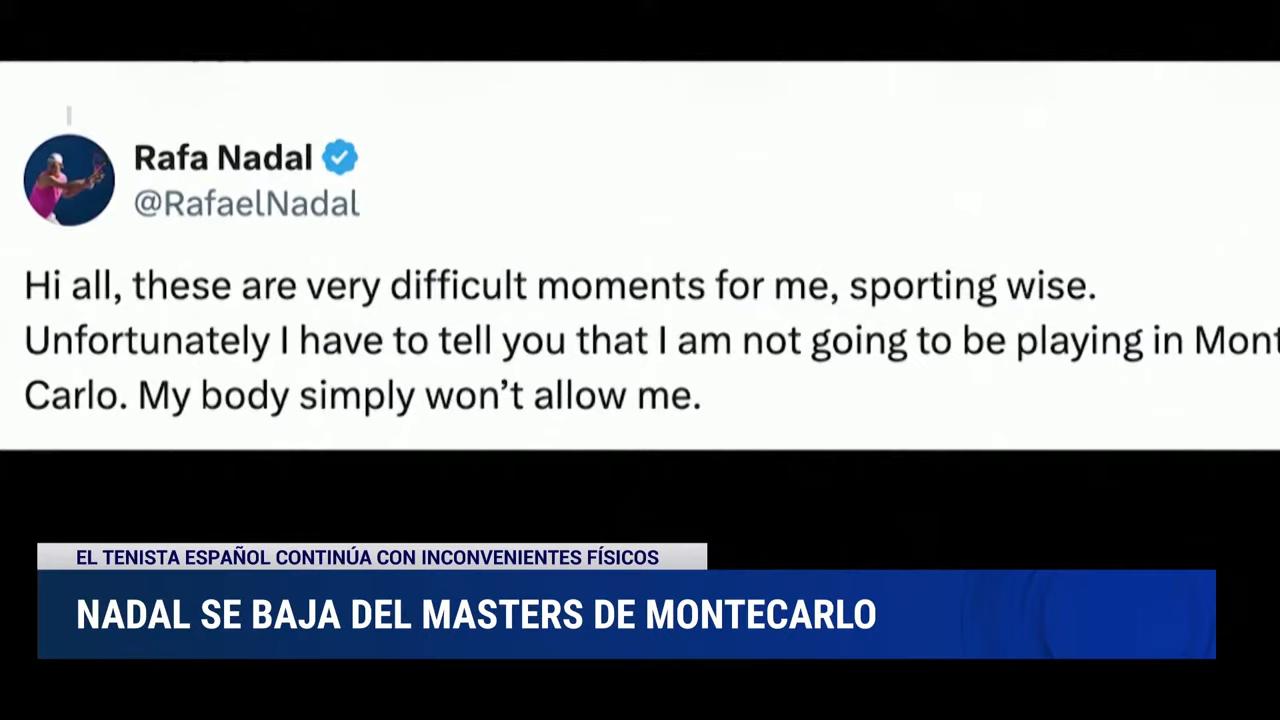 Rafa Nadal
@RafaelNadal
Hi all, these are very difficult moments for me, sporting wise.
Unfortunately I have to tell you that I am not going to be playing in Mont
Carlo. My body simply won’t allow me.
EL TENISTA ESPAÑOL CONTINÚA CON INCONVENIENTES FÍSICOS
NADAL SE BAJA DEL MASTERS DE MONTECARLO